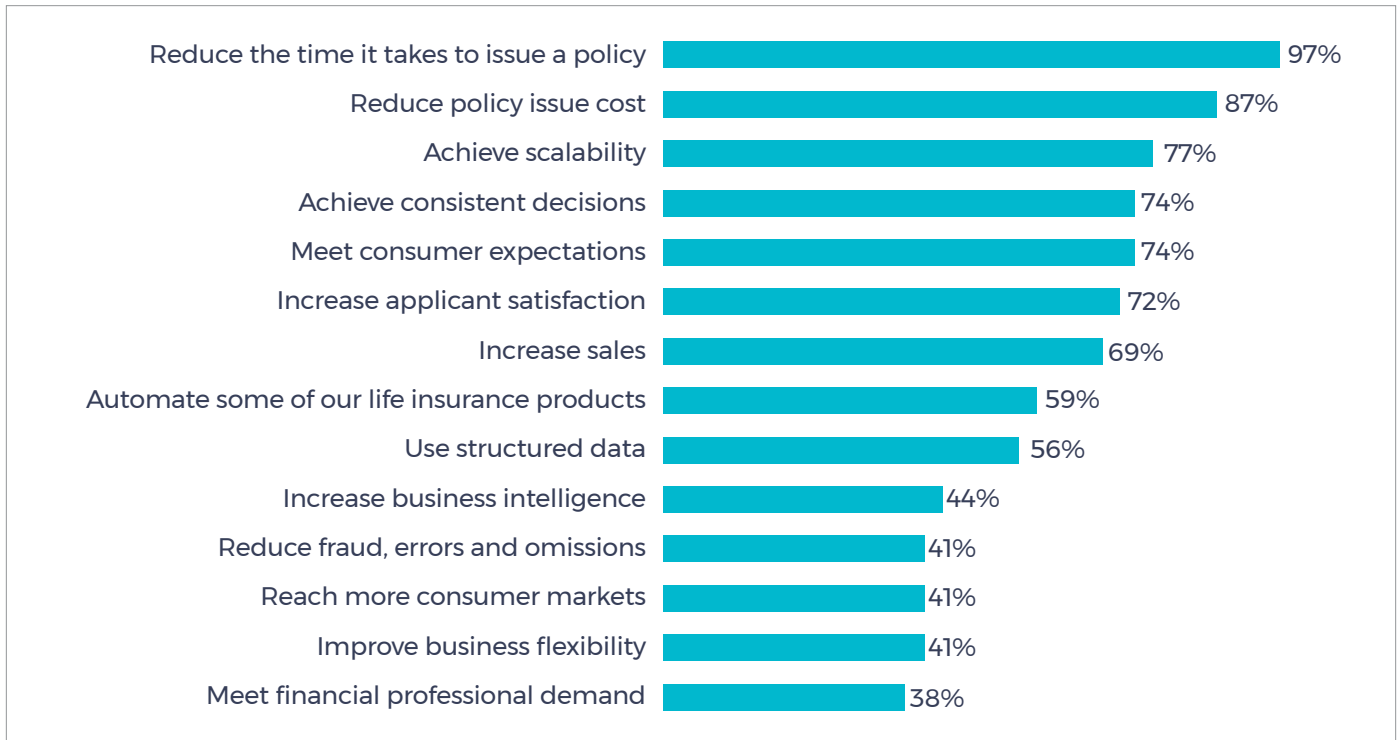 Reduce the time it takes to issue a policy 97%
Reduce policy issue cost 87%
Achieve scalability 77%
Achieve consistent decisions 74%
Meet consumer expectations 74%
Increase applicant satisfaction 72%
Increase sales 69%
Automate some of our life insurance products 59%
Use structured data 56%
Increase business intelligence 44%
Reduce fraud, errors and omissions 41%
Reach more consumer markets 41%
Improve business flexibility 41%
Meet financial professional demand 38%